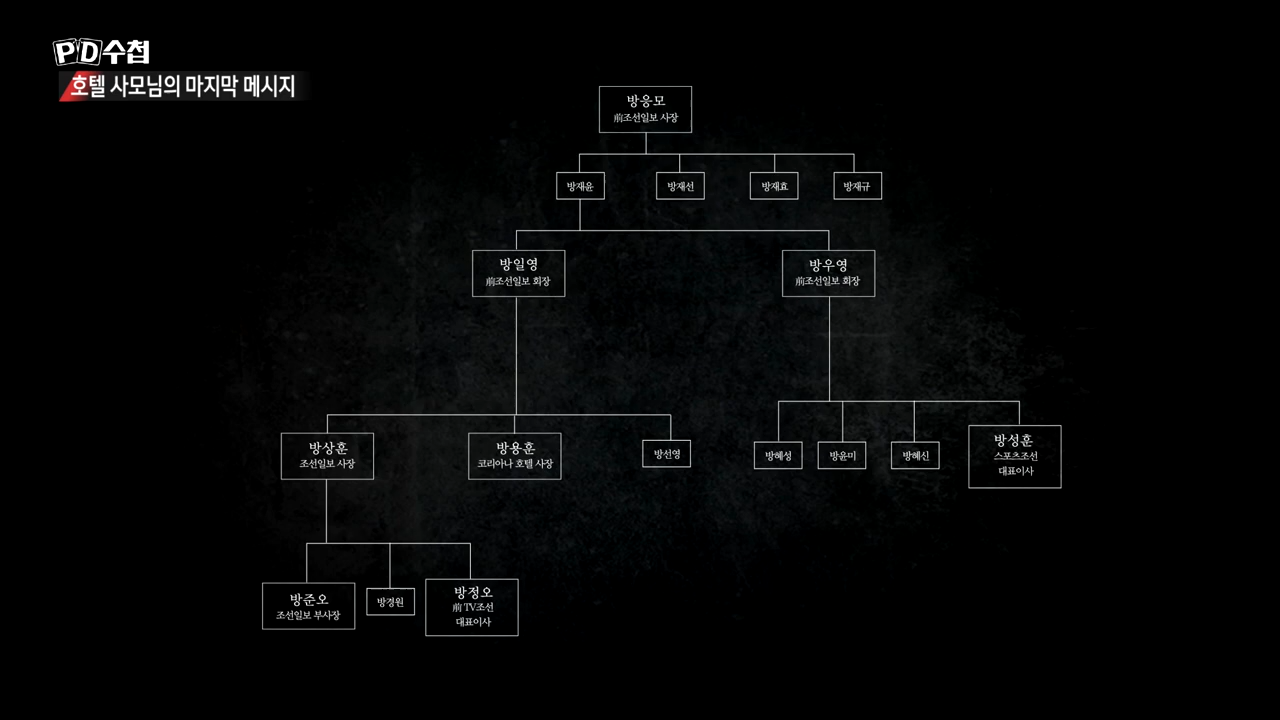 PD수첩
호텔 사모님의 마지막 메시지
방응모
前조선일보 사장
방재윤
방재선
방재효
방재규
방일영
前조선일보 회장
방우영
前조선일보 회장
방상훈
조선일보 사장
방용훈
코리아나 호텔 사장
방선영
방혜성
방윤미
방혜신
방성훈
스포츠조선
대표이사
방준오
조선일보 부사장
방경원
방정오
前 TV조선
대표이사